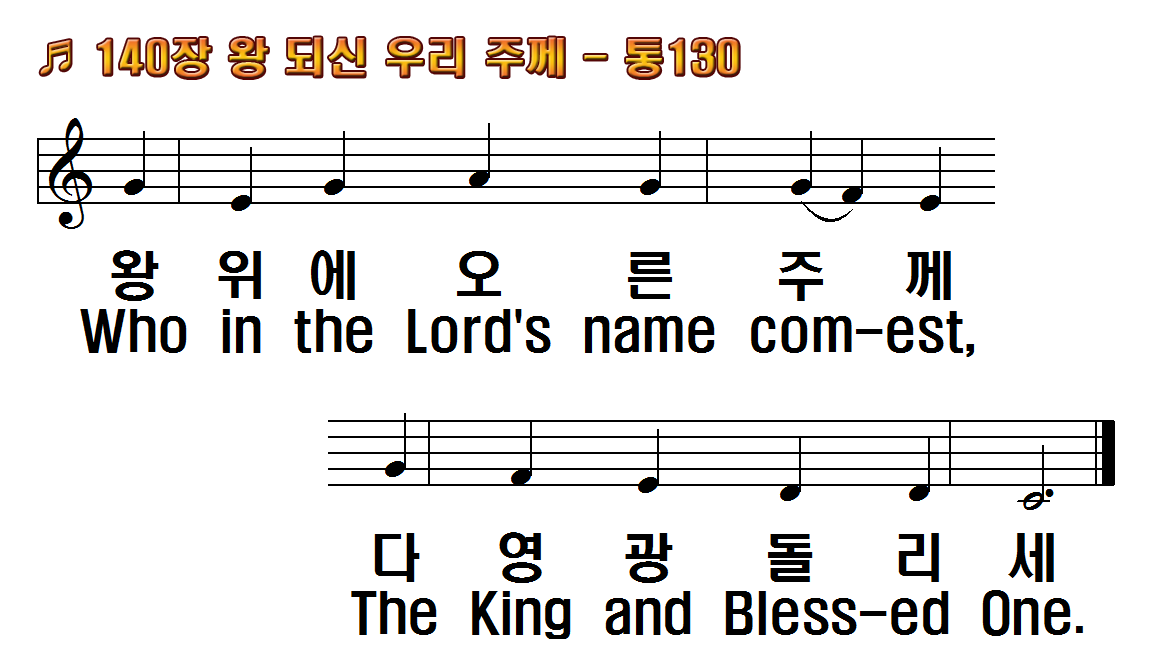 140장 왕 되신 우리 주께 - 통130
왕 위 에 오 른 주 께
Who in the Lord's name com-est,
다 영 광 돌 리 세
The King and Bless-ed One.